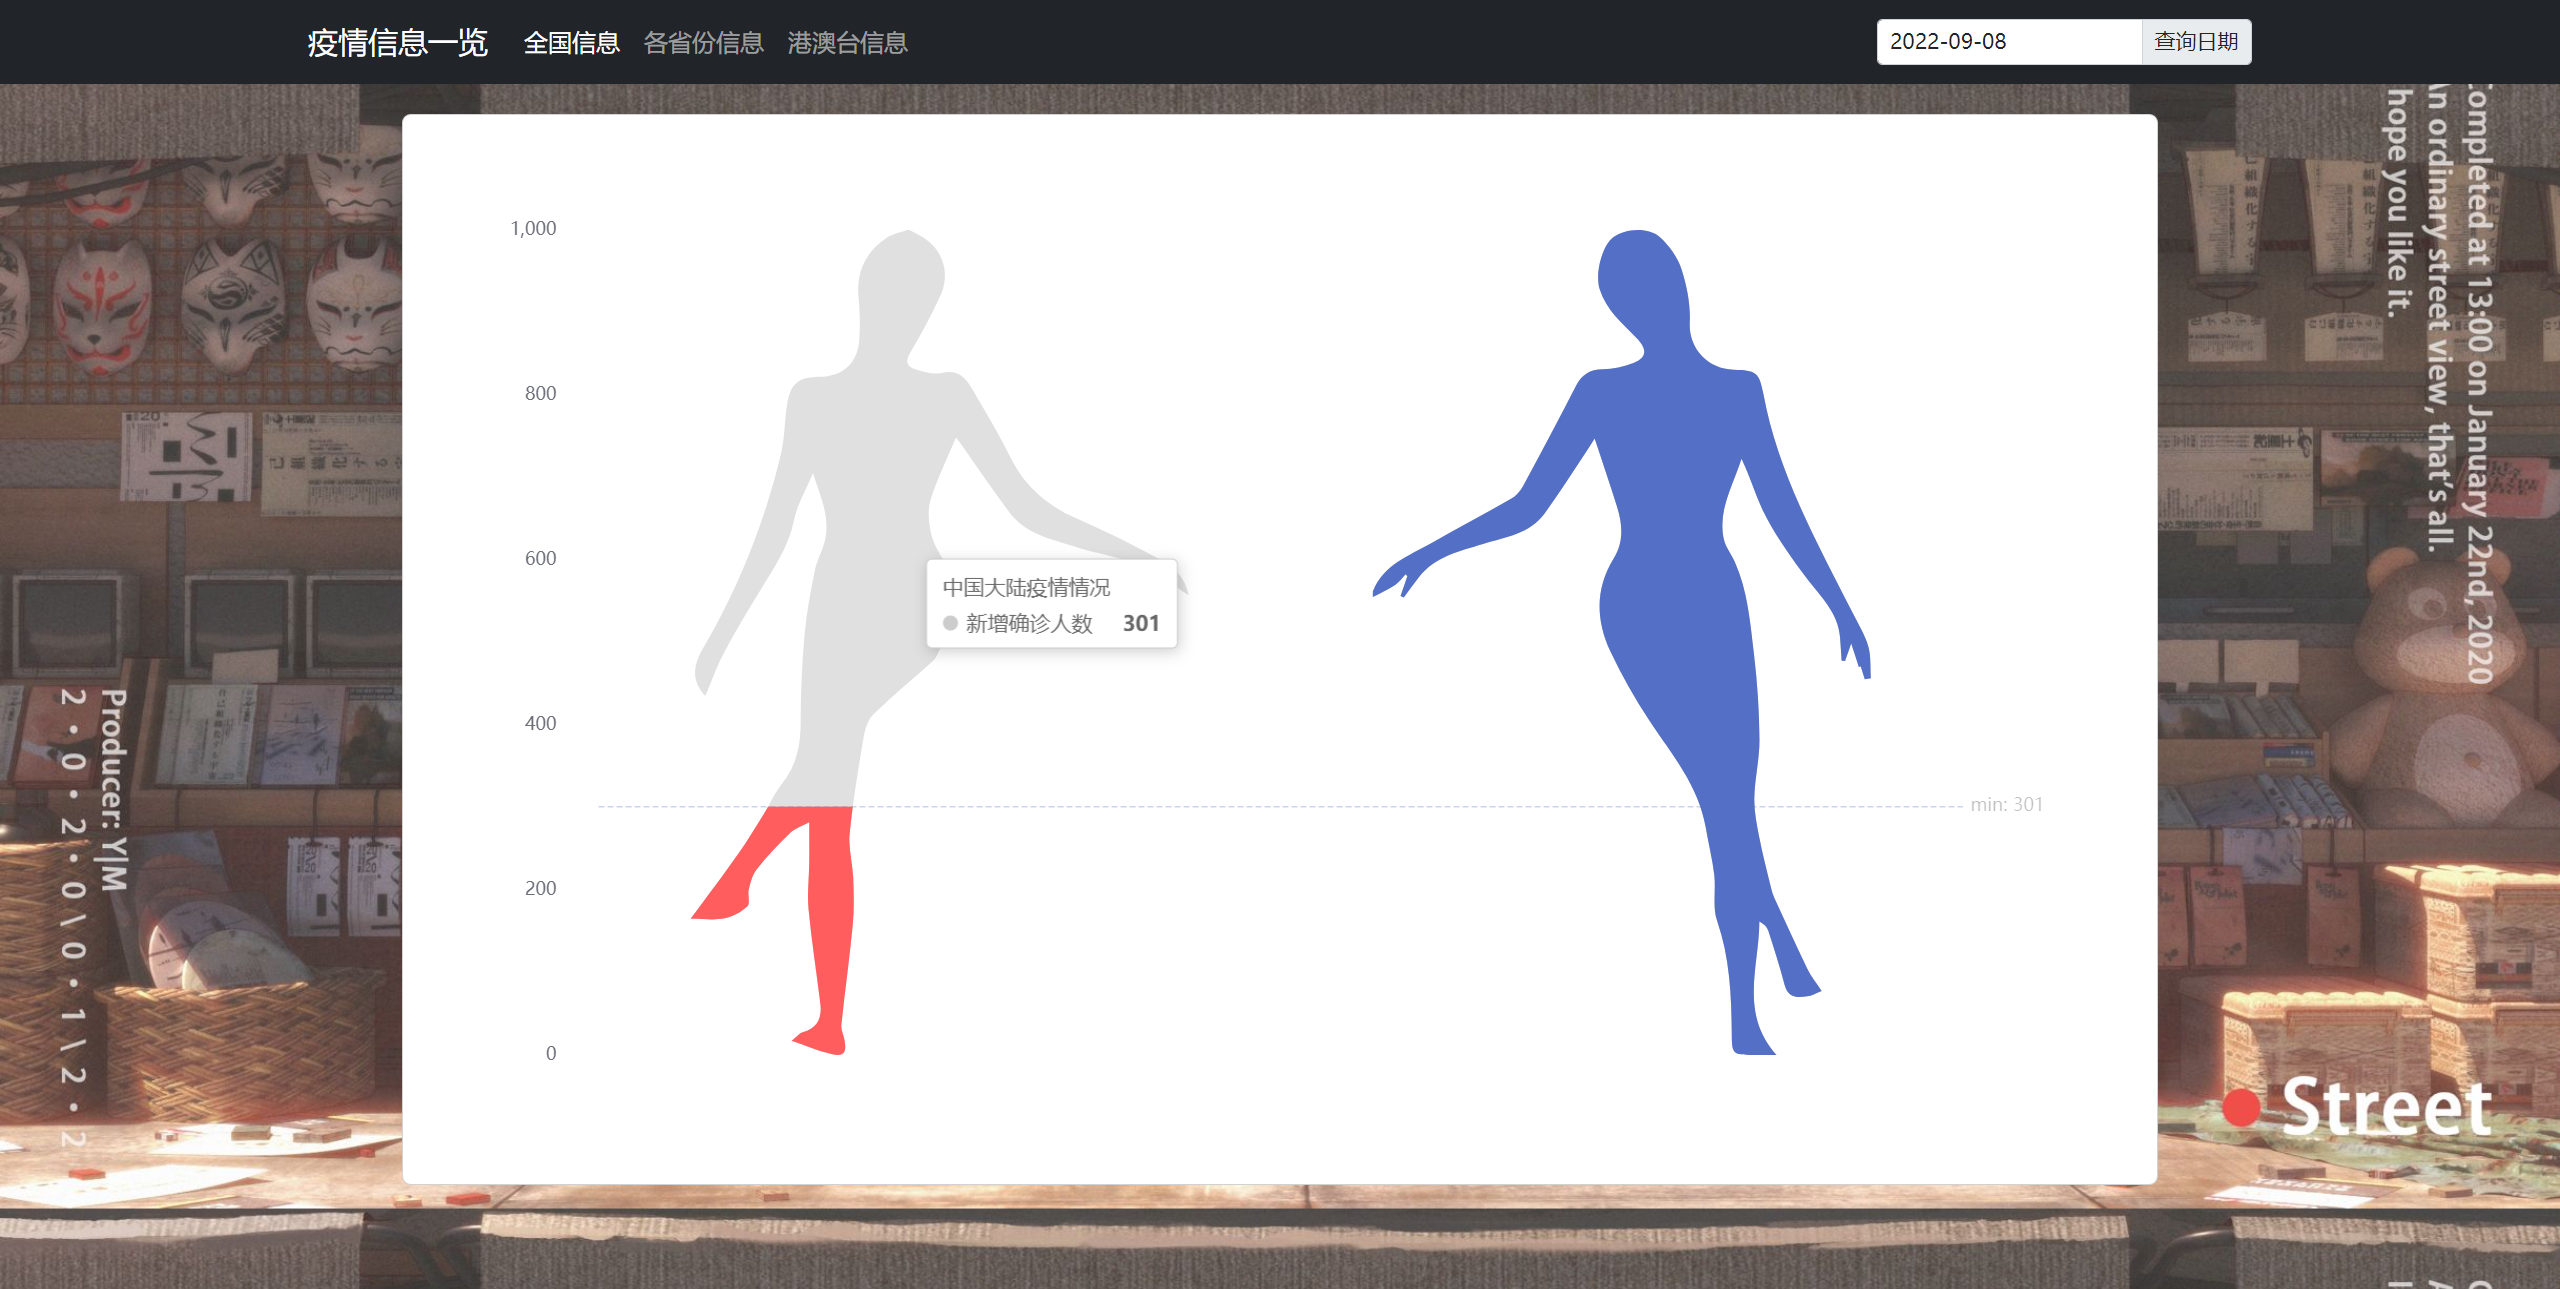 疫情信息一览
全国信息
各省份信息
港澳台信息
2022-09-08
查询日期
1,000
800
600
400
200
0
中国大陆疫情情况
新增确诊人数 301
min: 301
ompleted at 13:00 on January 22nd, 2020
n ordinary street view, that's all.
hope you like it.
Producer: Y|M
2•0•2•0\0•1\2•2
Street